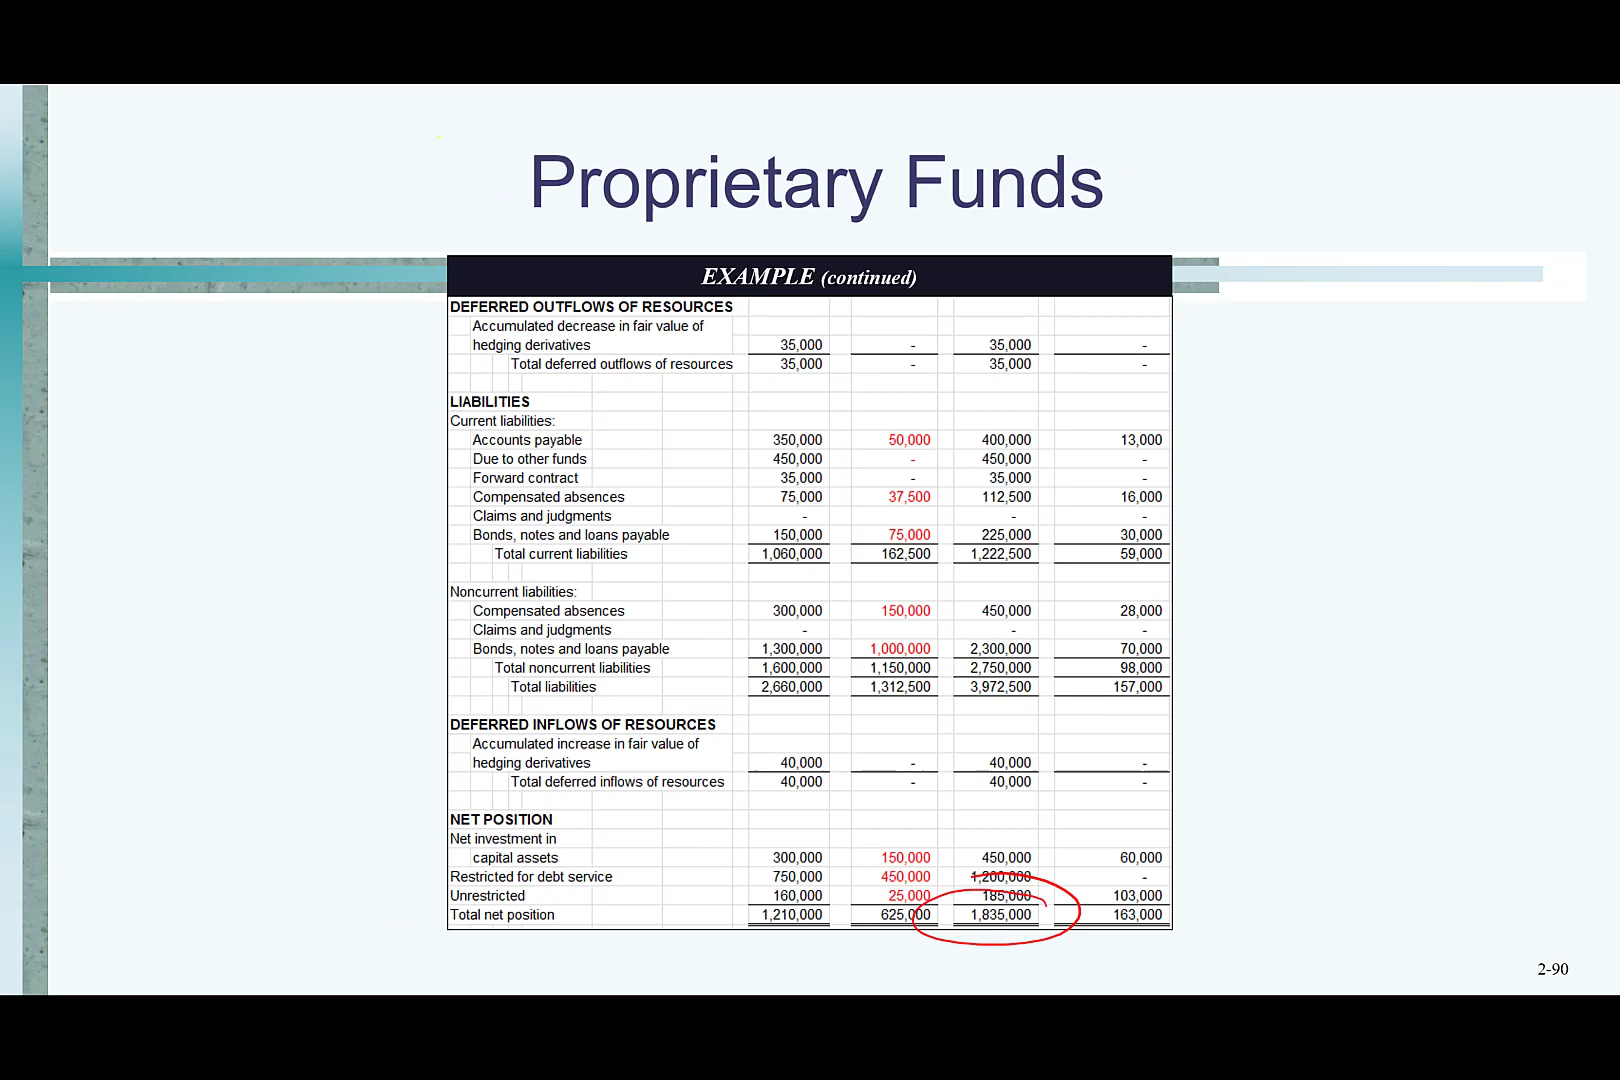 Proprietary Funds
EXAMPLE (continued)
DEFERRED OUTFLOWS OF RESOURCES
Accumulated decrease in fair value of
hedging derivatives 35,000 - 35,000 -
Total deferred outflows of resources 35,000 - 35,000 -
LIABILITIES
Current liabilities:
Accounts payable 350,000 50,000 400,000 13,000
Due to other funds 450,000 - 450,000 -
Forward contract 35,000 - 35,000 -
Compensated absences 75,000 37,500 112,500 16,000
Claims and judgments - - -
Bonds, notes and loans payable 150,000 75,000 225,000 30,000
Total current liabilities 1,060,000 162,500 1,222,500 59,000
Noncurrent liabilities:
Compensated absences 300,000 150,000 450,000 28,000
Claims and judgments - - -
Bonds, notes and loans payable 1,300,000 1,000,000 2,300,000 70,000
Total noncurrent liabilities 1,600,000 1,150,000 2,750,000 98,000
Total liabilities 2,660,000 1,312,500 3,972,500 157,000
DEFERRED INFLOWS OF RESOURCES
Accumulated increase in fair value of
hedging derivatives 40,000 - 40,000 -
Total deferred inflows of resources 40,000 - 40,000 -
NET POSITION
Net investment in
capital assets 300,000 150,000 450,000 60,000
Restricted for debt service 750,000 450,000 1,200,000 -
Unrestricted 160,000 25,000 185,000 103,000
Total net position 1,210,000 625,000 1,835,000 163,000
2-90